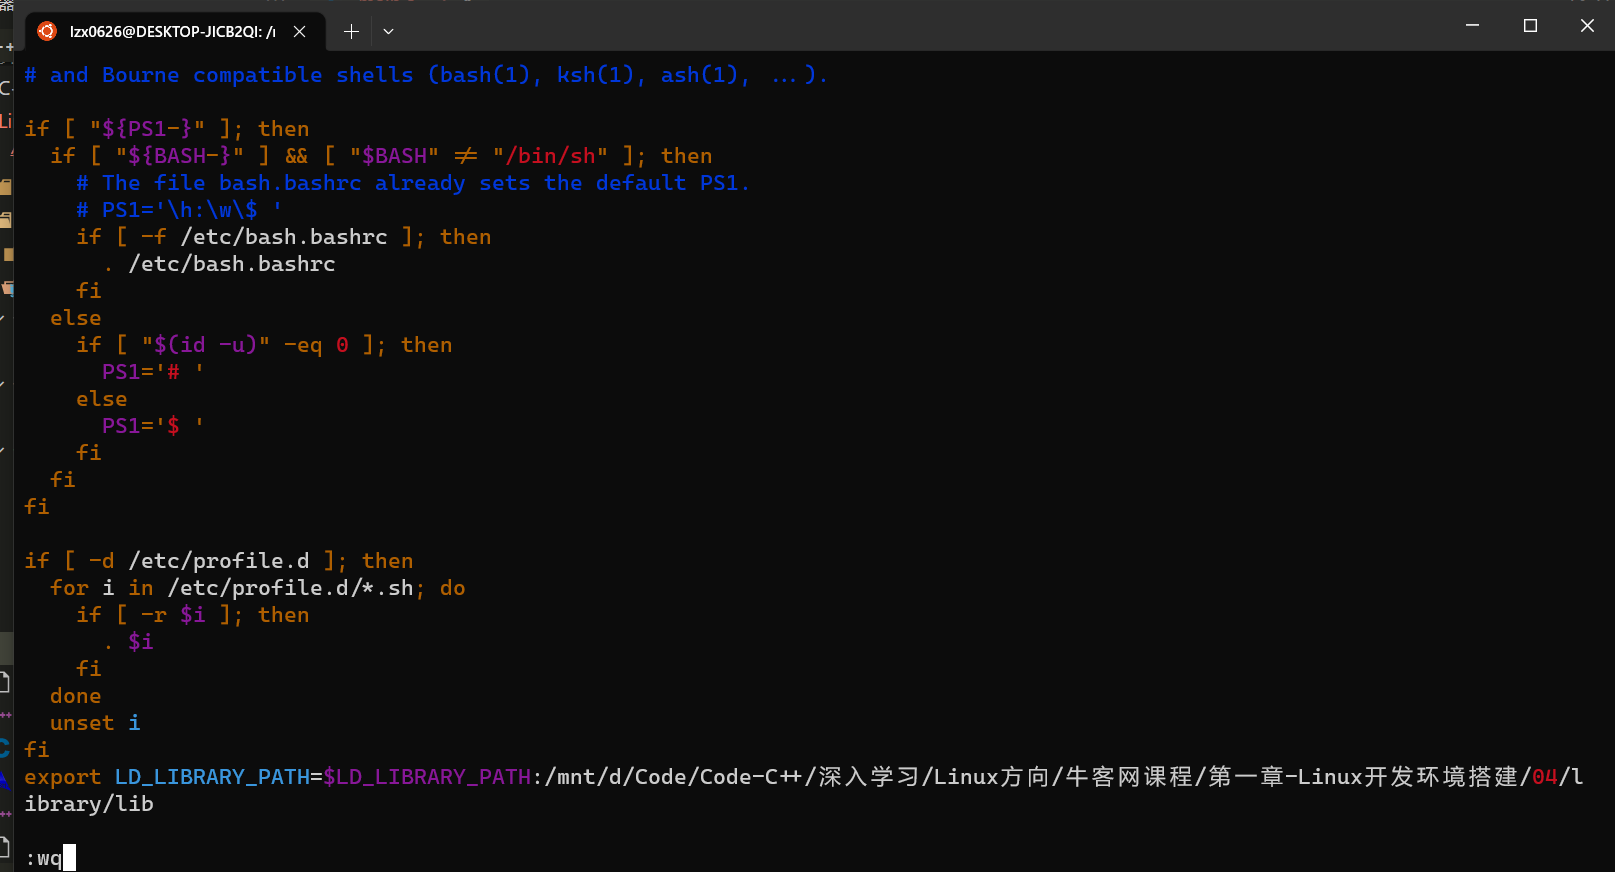 lzx0626@DESKTOP-JICB2QI: /r
# and Bourne compatible shells (bash(1), ksh(1), ash(1), ...).
if [ "${PS1-}" ]; then
if [ "${BASH-}" ] && [ "$BASH" != "/bin/sh" ]; then
# The file bash.bashrc already sets the default PS1.
# PS1='\h:\w\$ '
if [ -f /etc/bash.bashrc ]; then
. /etc/bash.bashrc
fi
else
if [ "$(id -u)" -eq 0 ]; then
PS1='# '
else
PS1='$ '
fi
fi
fi
if [ -d /etc/profile.d ]; then
for i in /etc/profile.d/*.sh; do
if [ -r $i ]; then
. $i
fi
done
unset i
fi
export LD_LIBRARY_PATH=$LD_LIBRARY_PATH:/mnt/d/Code/Code-C++/深入学习/Linux方向/牛客网课程/第一章-Linux开发环境搭建/04/l
ibrary/lib
:wq